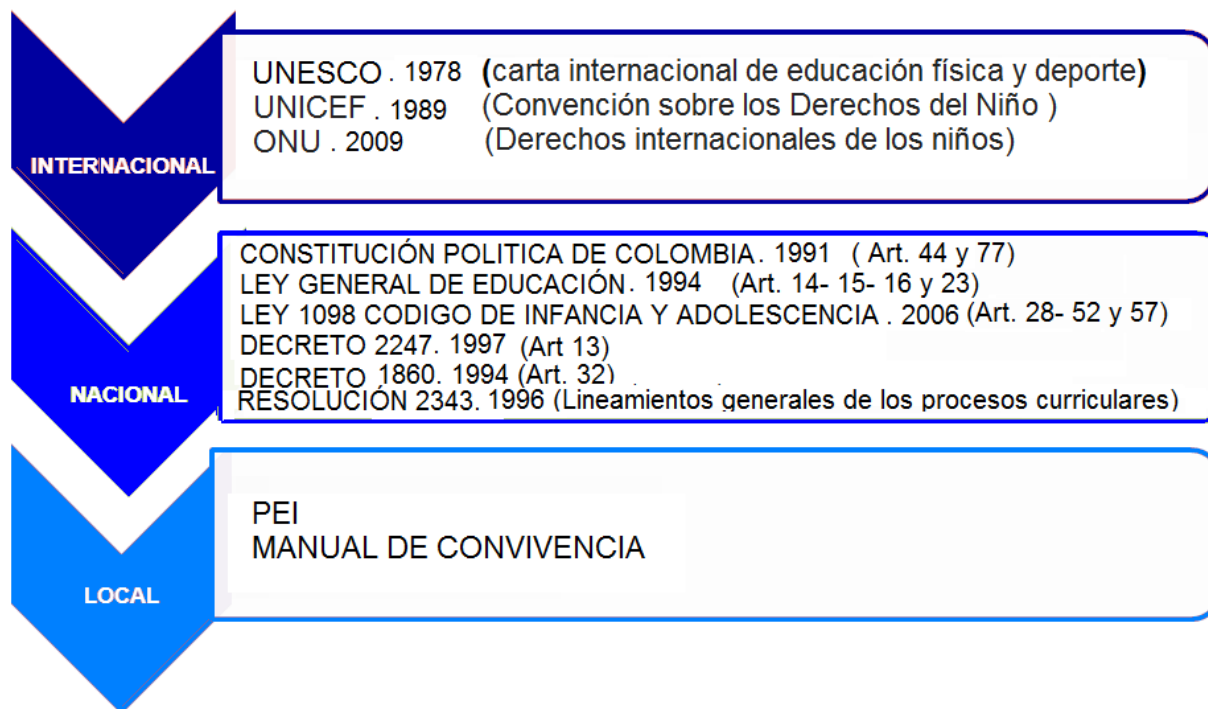 INTERNACIONAL
UNESCO . 1978 (carta internacional de educación física y deporte)
UNICEF . 1989 (Convención sobre los Derechos del Niño )
ONU . 2009 (Derechos internacionales de los niños)
NACIONAL
CONSTITUCIÓN POLITICA DE COLOMBIA. 1991 ( Art. 44 y 77)
LEY GENERAL DE EDUCACIÓN. 1994 (Art. 14- 15- 16 y 23)
LEY 1098 CODIGO DE INFANCIA Y ADOLESCENCIA . 2006 (Art. 28- 52 y 57)
DECRETO 2247. 1997 (Art 13)
DECRETO 1860. 1994 (Art. 32)
RESOLUCIÓN 2343. 1996 (Lineamientos generales de los procesos curriculares)
LOCAL
PEI
MANUAL DE CONVIVENCIA